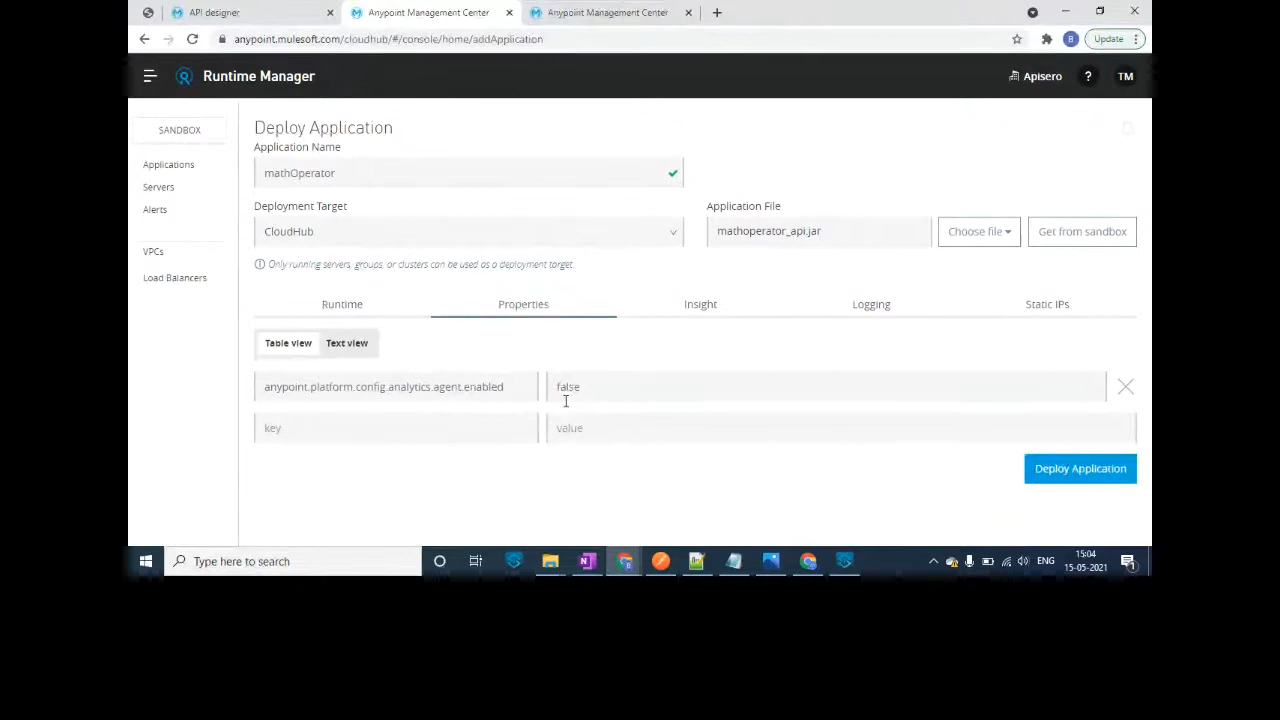 API designer
Anypoint Management Center
Anypoint Management Center
anypoint.mulesoft.com/cloudhub/#/console/home/addApplication
Update
Runtime Manager
Apisero
?
TM
SANDBOX
Applications
Servers
Alerts
VPCs
Load Balancers
Deploy Application
Application Name
mathOperator
Deployment Target
Application File
CloudHub
mathoperator_api.jar
Choose file
Get from sandbox
Only running servers, groups, or clusters can be used as a deployment target.
Runtime
Properties
Insight
Logging
Static IPs
Table view
Text view
anypoint.platform.config.analytics.agent.enabled
false
key
value
Deploy Application
Type here to search
ENG
15:04
15-05-2021